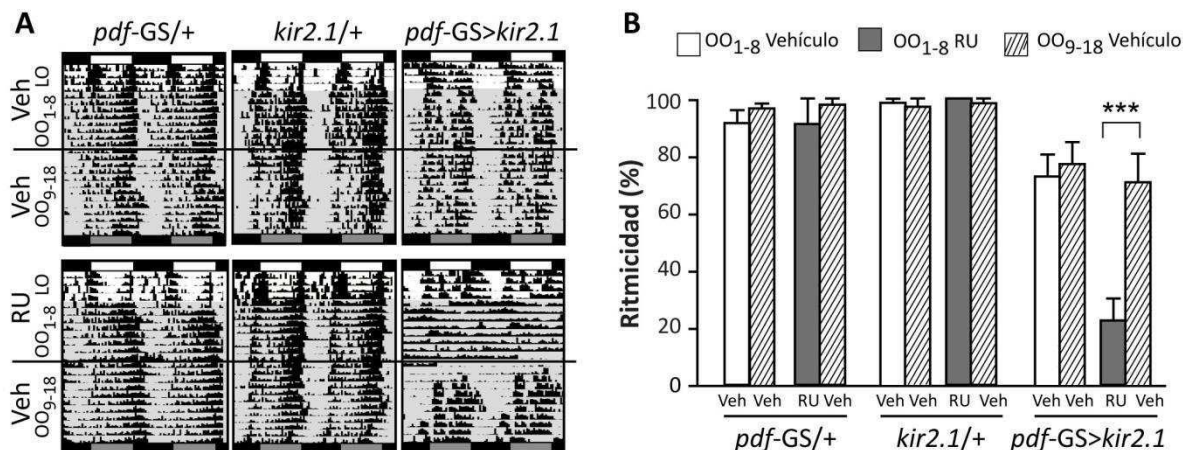 A
pdf-GS/+ kir2.1/+ pdf-GS>kir2.1
Veh
LO
OO1-8
Veh
OO9-18
RU
LO
OO1-8
Veh
OO9-18
B
OO1-8 Vehículo OO1-8 RU OO9-18 Vehículo
Ritmicidad (%)
100
80
60
40
20
0
***
Veh Veh RU Veh Veh Veh RU Veh Veh Veh RU Veh
pdf-GS/+ kir2.1/+ pdf-GS>kir2.1